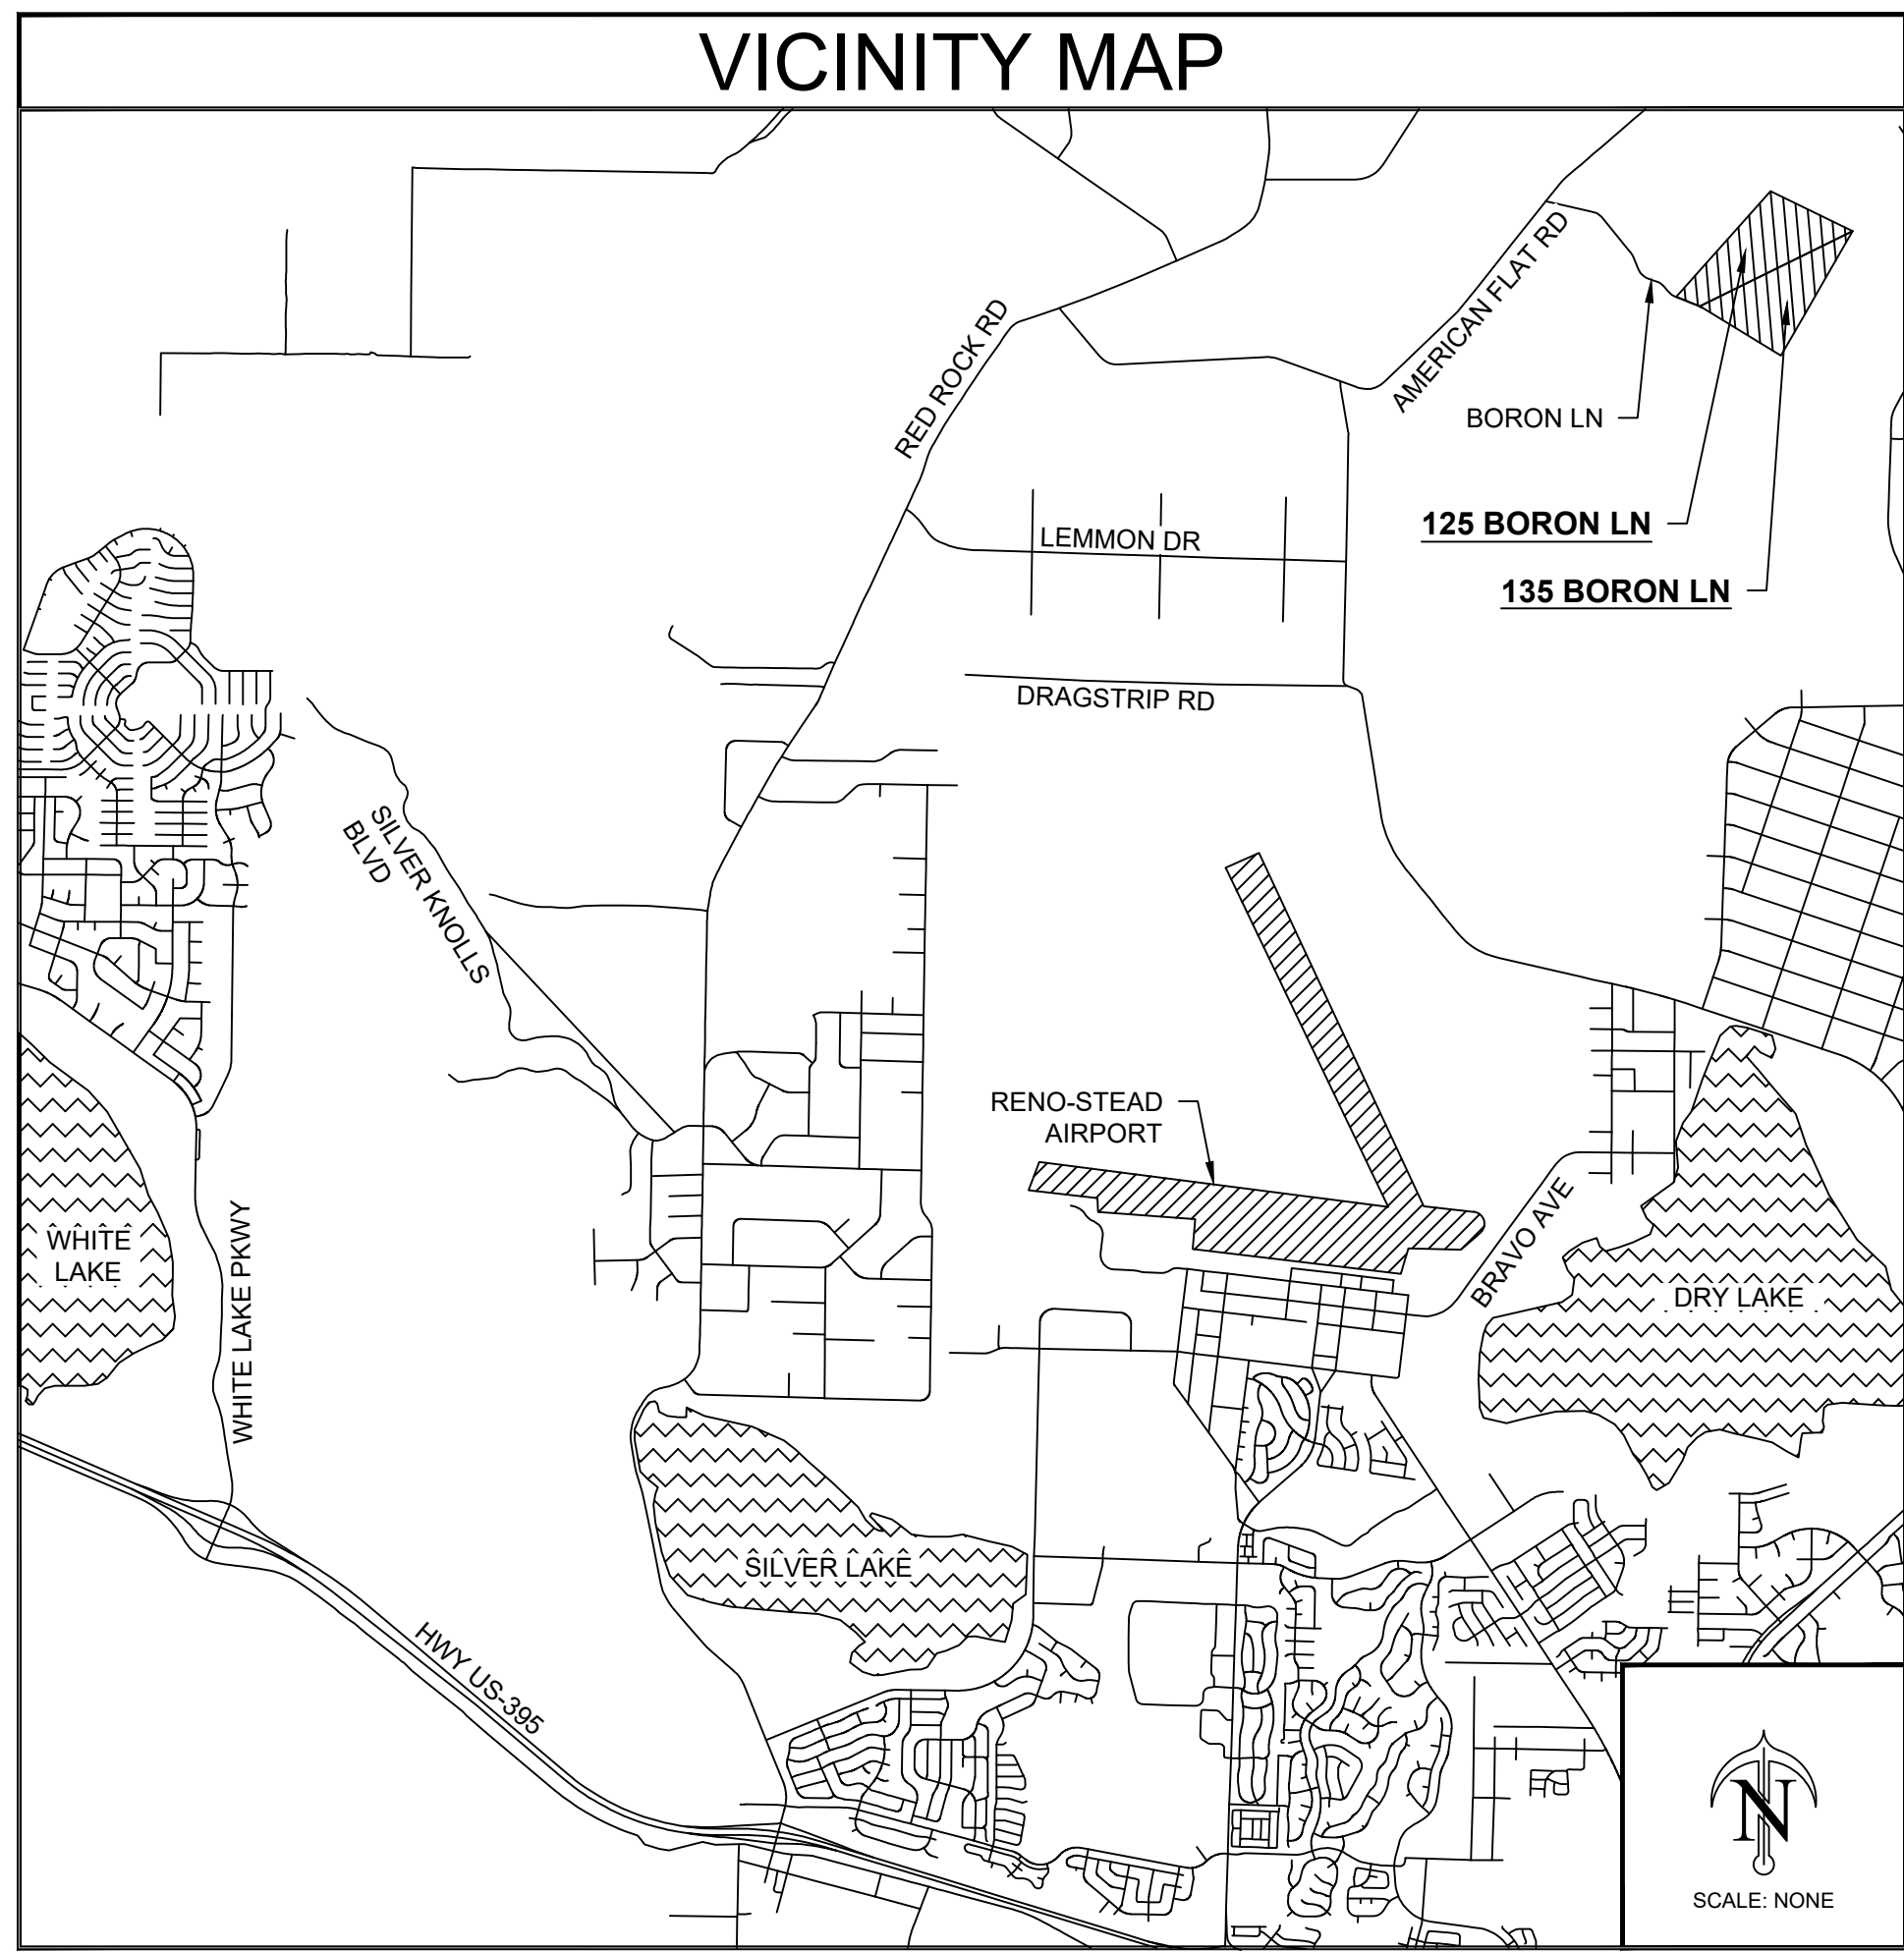 VICINITY MAP
RED ROCK RD
AMERICAN FLAT RD
BORON LN
125 BORON LN
LEMMON DR
135 BORON LN
DRAGSTRIP RD
SILVER KNOLLS
BLVD
RENO-STEAD
AIRPORT
BRAVO AVE
WHITE
LAKE
WHITE LAKE PKWY
DRY LAKE
SILVER LAKE
HWY US-395
N
SCALE: NONE